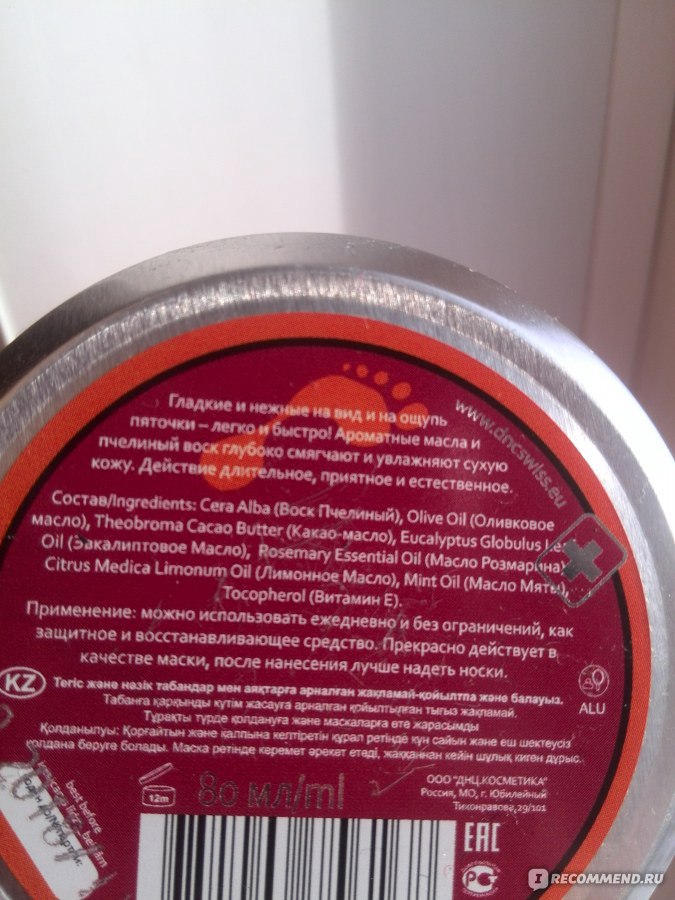 Гладкие и нежные на вид и на ощупь
пяточки – легко и быстро! Ароматные масла и
пчелиный воск глубоко смягчают и увлажняют сухую
кожу. Действие длительное, приятное и естественное.
www.dncswiss.eu
Состав/Ingredients: Cera Alba (Воск Пчелиный), Olive Oil (Оливковое
масло), Theobroma Cacao Butter (Какао-масло), Eucalyptus Globulus
Oil (Эвкалиптовое Масло), Rosemary Essential Oil (Масло Розмарина),
Citrus Medica Limonum Oil (Лимонное Масло), Mint Oil (Масло Мяты),
Tocopherol (Витамин Е).
Применение: можно использовать ежедневно и без ограничений, как
защитное и восстанавливающее средство. Прекрасно действует в
качестве маски, после нанесения лучше надеть носки.
KZ
Тегіс және нәзік табандар мен аяқтарға арналған жақпамай-қойылтпа және балауыз.
Табанға қарқынды күтім жасауға арналған қойылтылған тығыз жақпамай.
Тұрақты түрде қолдануға және маскаларға өте жарасымды
Қолданылуы: Қорғайтын және қалпына келтіретін құрал ретінде күн сайын және еш шектеусіз
қолдана беруге болады. Маска ретінде керемет әрекет етеді, жаққаннан кейін шұлық киген дұрыс.
ALU
best before
12m
80 мл/ml
ООО "ДНЦ.КОСМЕТИКА"
Россия, МО, г. Юбилейный
Тихонравова, 29/101
EAC
РСТ
IRECOMMEND.RU